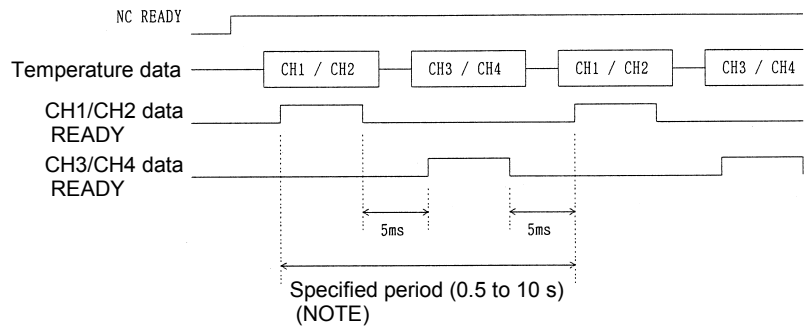 NC READY
Temperature data
CH1 / CH2
CH3 / CH4
CH1 / CH2
CH3 / CH4
CH1/CH2 data
READY
CH3/CH4 data
READY
5ms
5ms
Specified period (0.5 to 10 s)
(NOTE)